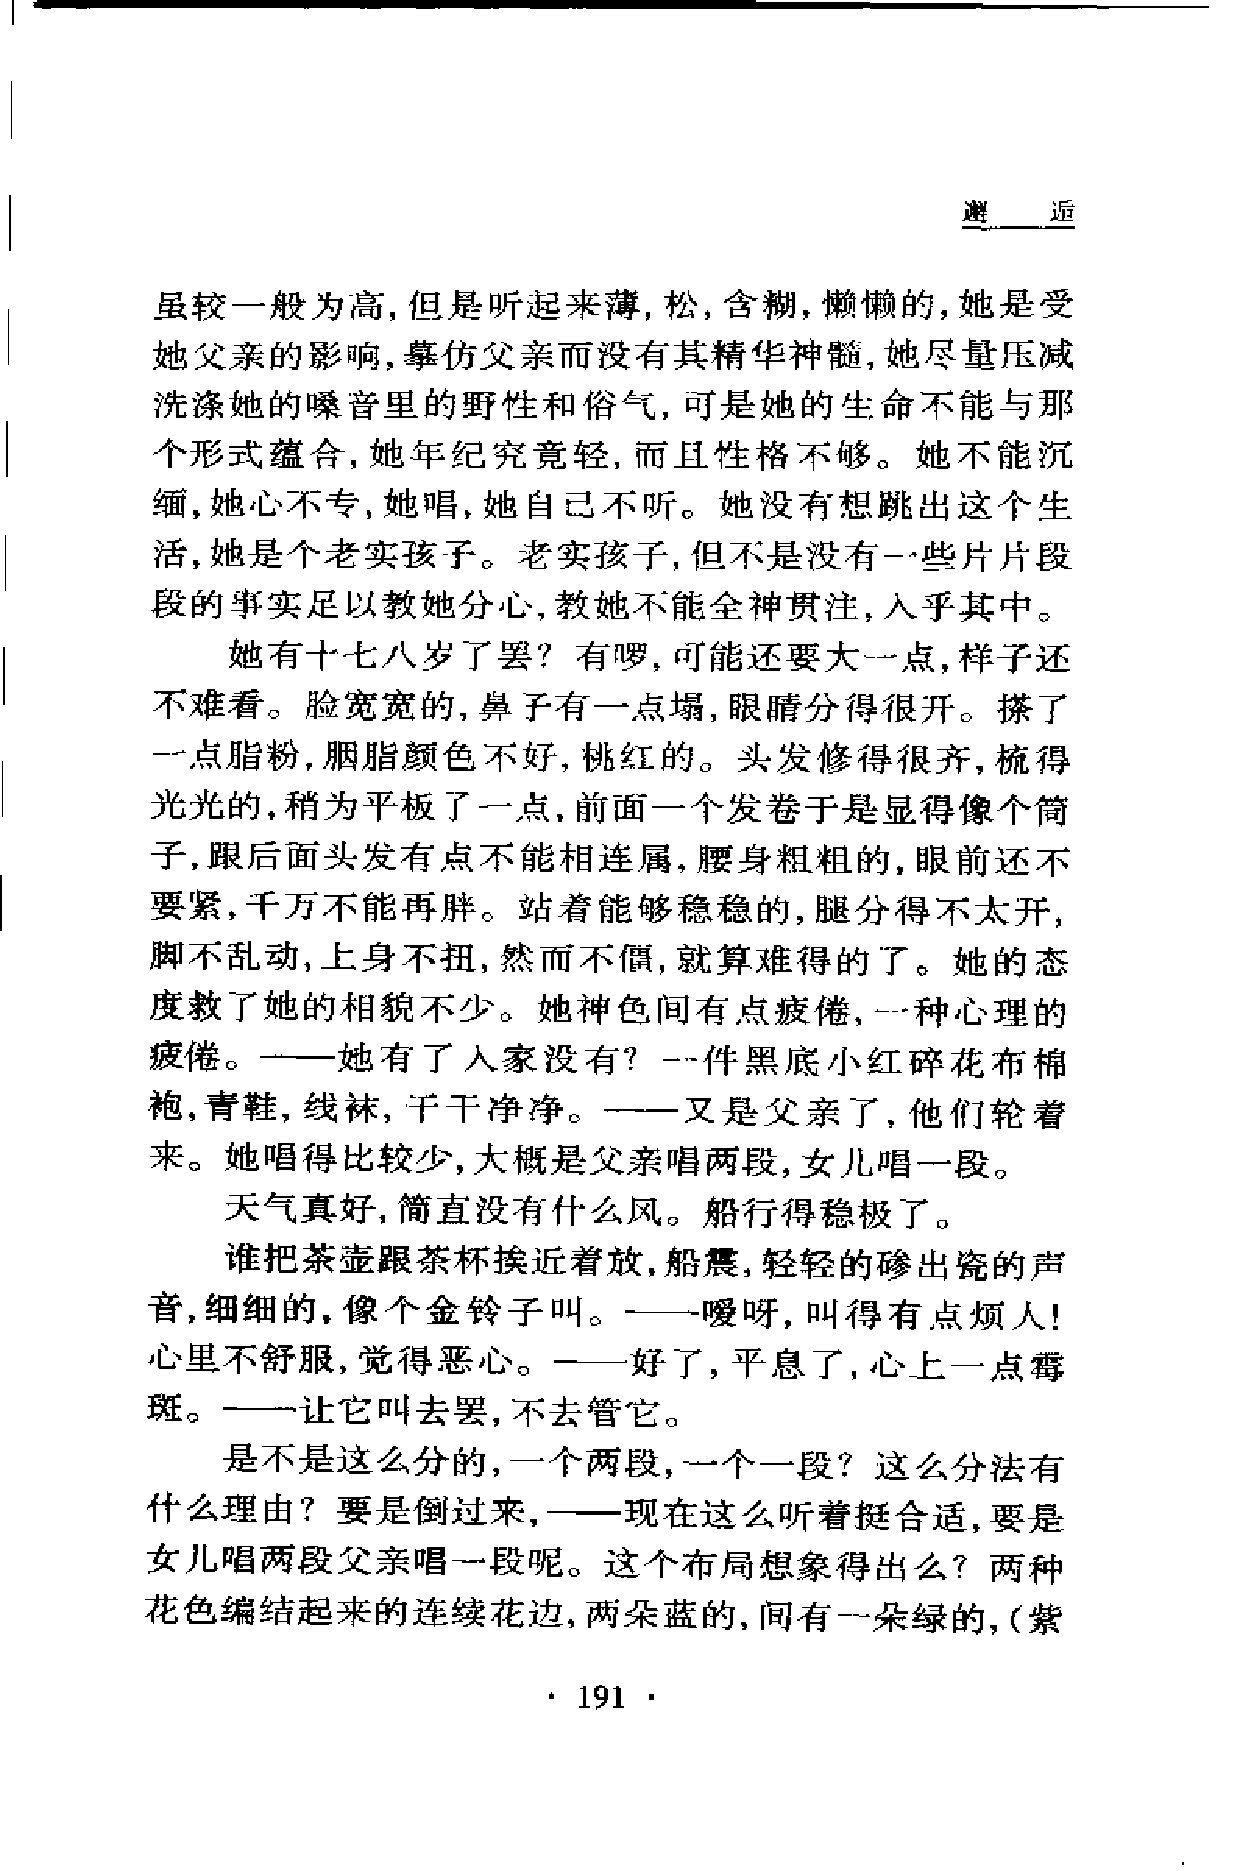 邂　逅
虽较一般为高,但是听起来薄,松,含糊,懒懒的,她是受
她父亲的影响,摹仿父亲而没有其精华神髓,她尽量压减
洗涤她的嗓音里的野性和俗气,可是她的生命不能与那
个形式蕴合,她年纪究竟轻,而且性格不够。她不能沉
缅,她心不专,她唱,她自己不听。她没有想跳出这个生
活,她是个老实孩子。老实孩子,但不是没有一些片片段
段的事实足以教她分心,教她不能全神贯注,入乎其中。
她有十七八岁了罢？有啰,可能还要大一点,样子还
不难看。脸宽宽的,鼻子有一点塌,眼睛分得很开。搽了
一点脂粉,胭脂颜色不好,桃红的。头发修得很齐,梳得
光光的,稍为平板了一点,前面一个发卷于是显得像个筒
子,跟后面头发有点不能相连属,腰身粗粗的,眼前还不
要紧,千万不能再胖。站着能够稳稳的,腿分得不太开,
脚不乱动,上身不扭,然而不僵,就算难得的了。她的态
度救了她的相貌不少。她神色间有点疲倦,一种心理的
疲倦。——她有了人家没有？一件黑底小红碎花布棉
袍,青鞋,线袜,干干净净。——又是父亲了,他们轮着
来。她唱得比较少,大概是父亲唱两段,女儿唱一段。
天气真好,简直没有什么风。船行得稳极了。
谁把茶壶跟茶杯挨近着放,船震,轻轻的碜出瓷的声
音,细细的,像个金铃子叫。——嗳呀,叫得有点烦人!
心里不舒服,觉得恶心。——好了,平息了,心上一点霉
斑。——让它叫去罢,不去管它。
是不是这么分的,一个两段,一个一段？这么分法有
什么理由？要是倒过来,——现在这么听着挺合适,要是
女儿唱两段父亲唱一段呢。这个布局想象得出么？两种
花色编结起来的连续花边,两朵蓝的,间有一朵绿的,(紫
· 191 ·